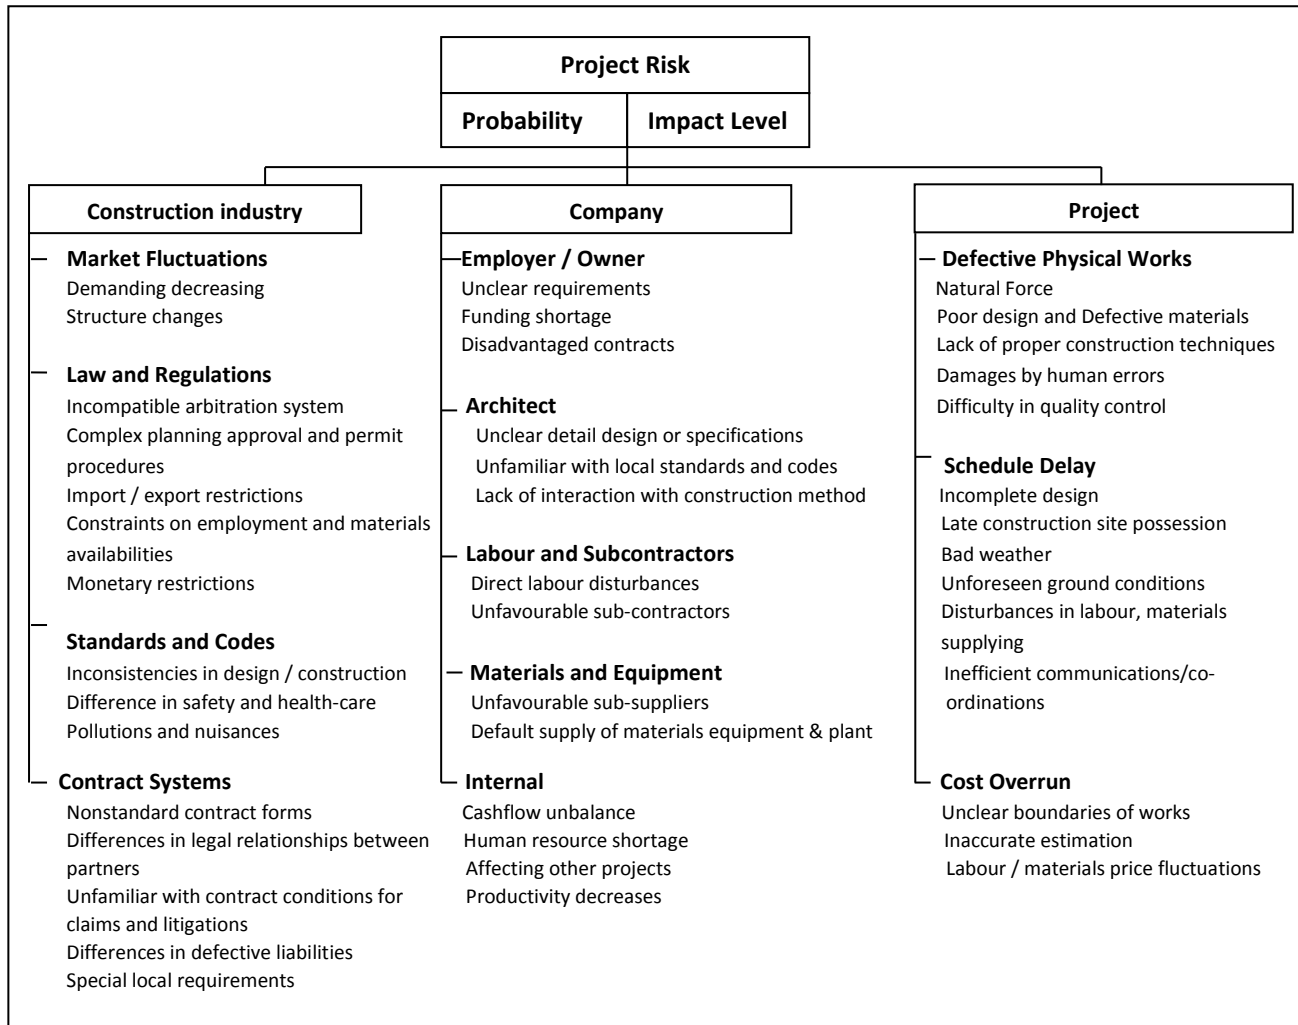 Project Risk
Probability
Impact Level
Construction industry
Market Fluctuations
Demanding decreasing
Structure changes
Law and Regulations
Incompatible arbitration system
Complex planning approval and permit
procedures
Import / export restrictions
Constraints on employment and materials
availabilities
Monetary restrictions
Standards and Codes
Inconsistencies in design / construction
Difference in safety and health-care
Pollutions and nuisances
Contract Systems
Nonstandard contract forms
Differences in legal relationships between
partners
Unfamiliar with contract conditions for
claims and litigations
Differences in defective liabilities
Special local requirements
Company
Employer / Owner
Unclear requirements
Funding shortage
Disadvantaged contracts
Architect
Unclear detail design or specifications
Unfamiliar with local standards and codes
Lack of interaction with construction method
Labour and Subcontractors
Direct labour disturbances
Unfavourable sub-contractors
Materials and Equipment
Unfavourable sub-suppliers
Default supply of materials equipment & plant
Internal
Cashflow unbalance
Human resource shortage
Affecting other projects
Productivity decreases
Project
Defective Physical Works
Natural Force
Poor design and Defective materials
Lack of proper construction techniques
Damages by human errors
Difficulty in quality control
Schedule Delay
Incomplete design
Late construction site possession
Bad weather
Unforeseen ground conditions
Disturbances in labour, materials
supplying
Inefficient communications/co-
ordinations
Cost Overrun
Unclear boundaries of works
Inaccurate estimation
Labour / materials price fluctuations